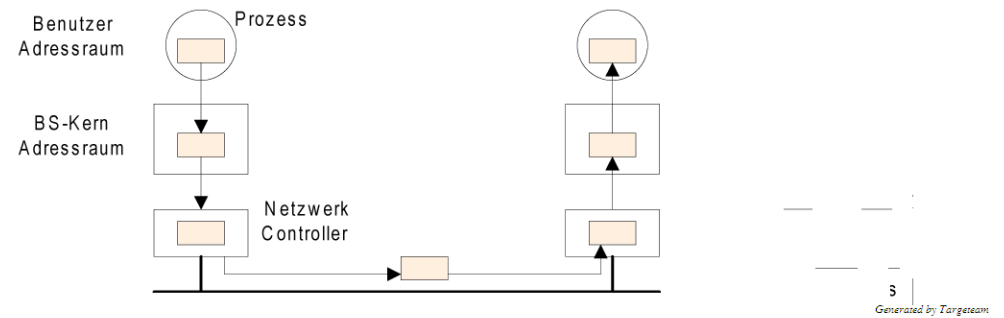 Benutzer
Adressraum
Prozess
BS-Kern
Adressraum
Netzwerk
Controller
s
Generated by Targeteam